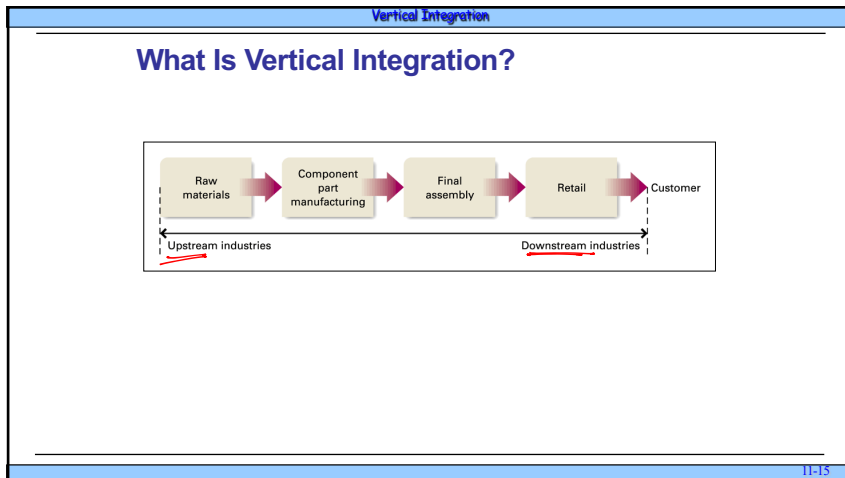 Vertical Integration
What Is Vertical Integration?
Raw
materials
Component
part
manufacturing
Final
assembly
Retail
Customer
Upstream industries
Downstream industries
11-15